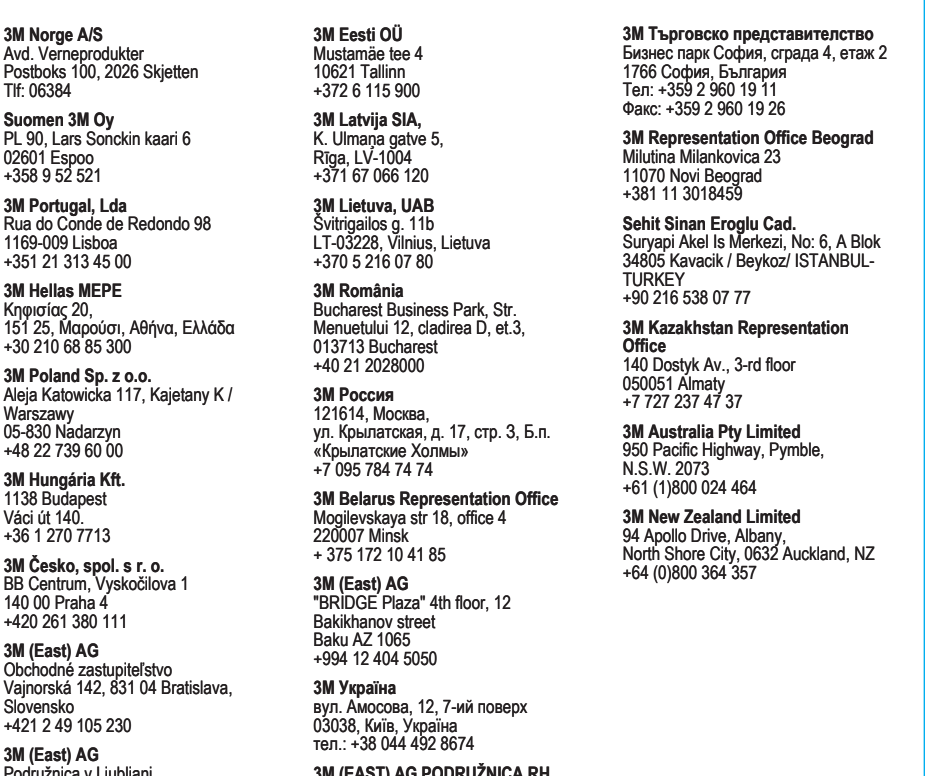 3M Norge A/S
Avd. Verneprodukter
Postboks 100, 2026 Skjetten
Tlf: 06384
Suomen 3M Oy
PL 90, Lars Sonckin kaari 6
02601 Espoo
+358 9 52 521
3M Portugal, Lda
Rua do Conde de Redondo 98
1169-009 Lisboa
+351 21 313 45 00
3M Hellas MEPE
Κηφισίας 20,
151 25, Μαρούσι, Αθήνα, Ελλάδα
+30 210 68 85 300
3M Poland Sp. z o.o.
Aleja Katowicka 117, Kajetany K /
Warszawy
05-830 Nadarzyn
+48 22 739 60 00
3M Hungária Kft.
1138 Budapest
Váci út 140.
+36 1 270 7713
3M Česko, spol. s r. o.
BB Centrum, Vyskočilova 1
140 00 Praha 4
+420 261 380 111
3M (East) AG
Obchodné zastupiteľstvo
Vajnorská 142, 831 04 Bratislava,
Slovensko
+421 2 49 105 230
3M (East) AG
Podružnica v Ljubljani
3M Eesti OÜ
Mustamäe tee 4
10621 Tallinn
+372 6 115 900
3M Latvija SIA,
K. Ulmaņa gatve 5,
Rīga, LV-1004
+371 67 066 120
3M Lietuva, UAB
Švitrigailos g. 11b
LT-03228, Vilnius, Lietuva
+370 5 216 07 80
3M România
Bucharest Business Park, Str.
Menuetului 12, cladirea D, et.3,
013713 Bucharest
+40 21 2028000
3M Россия
121614, Москва,
ул. Крылатская, д. 17, стр. 3, Б.п.
«Крылатские Холмы»
+7 095 784 74 74
3M Belarus Representation Office
Mogilevskaya str 18, office 4
220007 Minsk
+ 375 172 10 41 85
3M (East) AG
"BRIDGE Plaza" 4th floor, 12
Bakikhanov street
Baku AZ 1065
+994 12 404 5050
3M Україна
вул. Амосова, 12, 7-ий поверх
03038, Київ, Україна
тел.: +38 044 492 8674
3M (EAST) AG PODRUŽNICA RH
3M Търговско представителство
Бизнес парк София, сграда 4, етаж 2
1766 София, България
Тел: +359 2 960 19 11
Факс: +359 2 960 19 26
3M Representation Office Beograd
Milutina Milankovica 23
11070 Novi Beograd
+381 11 3018459
Sehit Sinan Eroglu Cad.
Suryapi Akel Is Merkezi, No: 6, A Blok
34805 Kavacik / Beykoz/ ISTANBUL-
TURKEY
+90 216 538 07 77
3M Kazakhstan Representation
Office
140 Dostyk Av., 3-rd floor
050051 Almaty
+7 727 237 47 37
3M Australia Pty Limited
950 Pacific Highway, Pymble,
N.S.W. 2073
+61 (1)800 024 464
3M New Zealand Limited
94 Apollo Drive, Albany,
North Shore City, 0632 Auckland, NZ
+64 (0)800 364 357